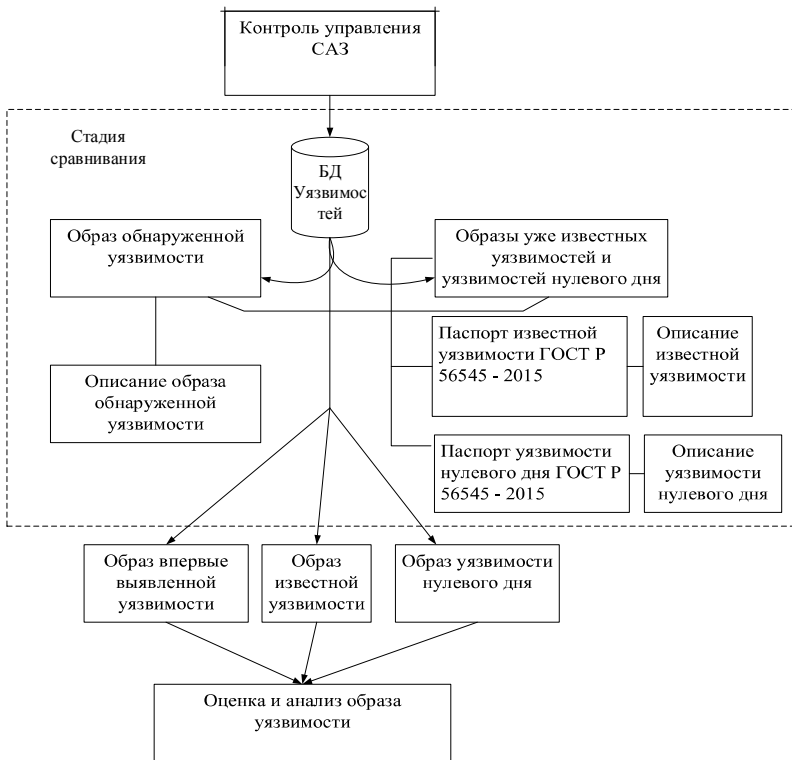 Контроль управления
САЗ
Стадия
сравнивания
БД
Уязвимос
тей
Образ обнаруженной
уязвимости
Образы уже известных
уязвимостей и
уязвимостей нулевого дня
Паспорт известной
уязвимости ГОСТ Р
56545 - 2015
Описание
известной
уязвимости
Описание образа
обнаруженной
уязвимости
Паспорт уязвимости
нулевого дня ГОСТ Р
56545 - 2015
Описание
уязвимости
нулевого дня
Образ впервые
выявленной
уязвимости
Образ
известной
уязвимости
Образ уязвимости
нулевого дня
Оценка и анализ образа
уязвимости